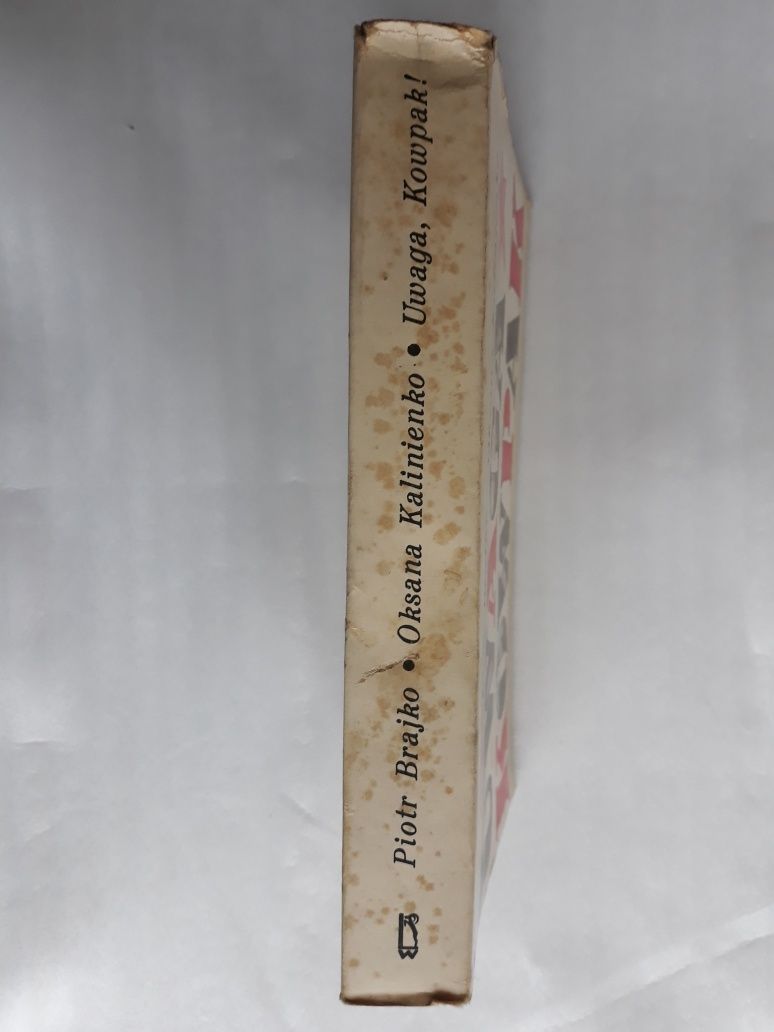 Piotr Brajko • Oksana Kalinienko • Uwaga, Kowpak!